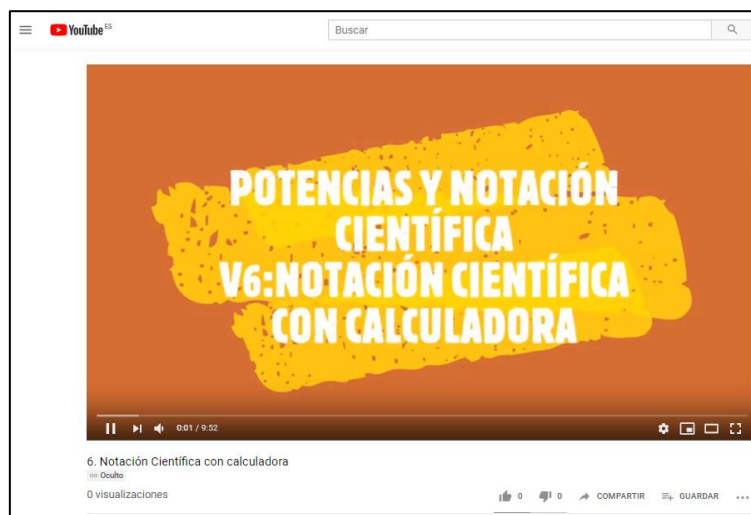 YouTube ES
Buscar
POTENCIAS Y NOTACIÓN
CIENTÍFICA
V6:NOTACIÓN CIENTÍFICA
CON CALCULADORA
0:01 / 9:52
6. Notación Científica con calculadora
Oculto
0 visualizaciones
0 0 COMPARTIR GUARDAR